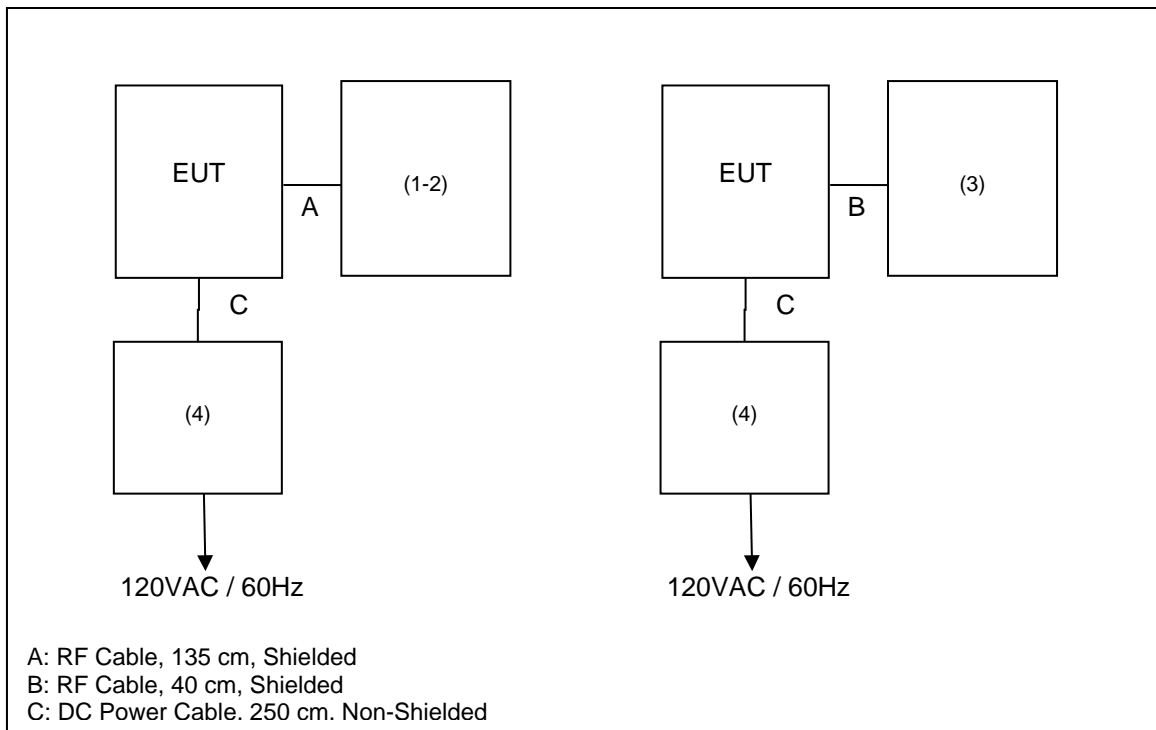 EUT
(1-2)
A
C
(4)
120VAC / 60Hz
EUT
(3)
B
C
(4)
120VAC / 60Hz
A: RF Cable, 135 cm, Shielded
B: RF Cable, 40 cm, Shielded
C: DC Power Cable. 250 cm. Non-Shielded